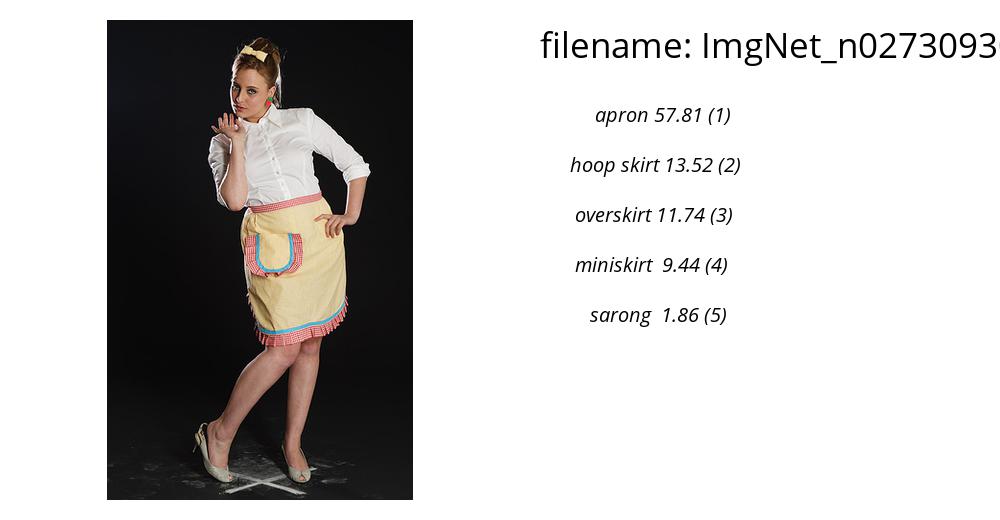 filename: ImgNet_n0273093
apron 57.81 (1)
hoop skirt 13.52 (2)
overskirt 11.74 (3)
miniskirt 9.44 (4)
sarong 1.86 (5)